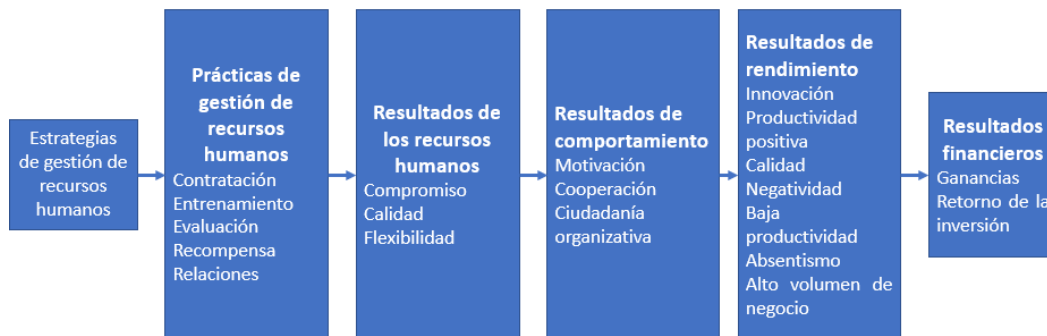 Estrategias
de gestión de
recursos
humanos
Prácticas de
gestión de
recursos
humanos
Contratación
Entrenamiento
Evaluación
Recompensa
Relaciones
Resultados de
los recursos
humanos
Compromiso
Calidad
Flexibilidad
Resultados de
comportamiento
Motivación
Cooperación
Ciudadanía
organizativa
Resultados de
rendimiento
Innovación
Productividad
positiva
Calidad
Negatividad
Baja
productividad
Absentismo
Alto volumen de
negocio
Resultados
financieros
Ganancias
Retorno de la
inversión